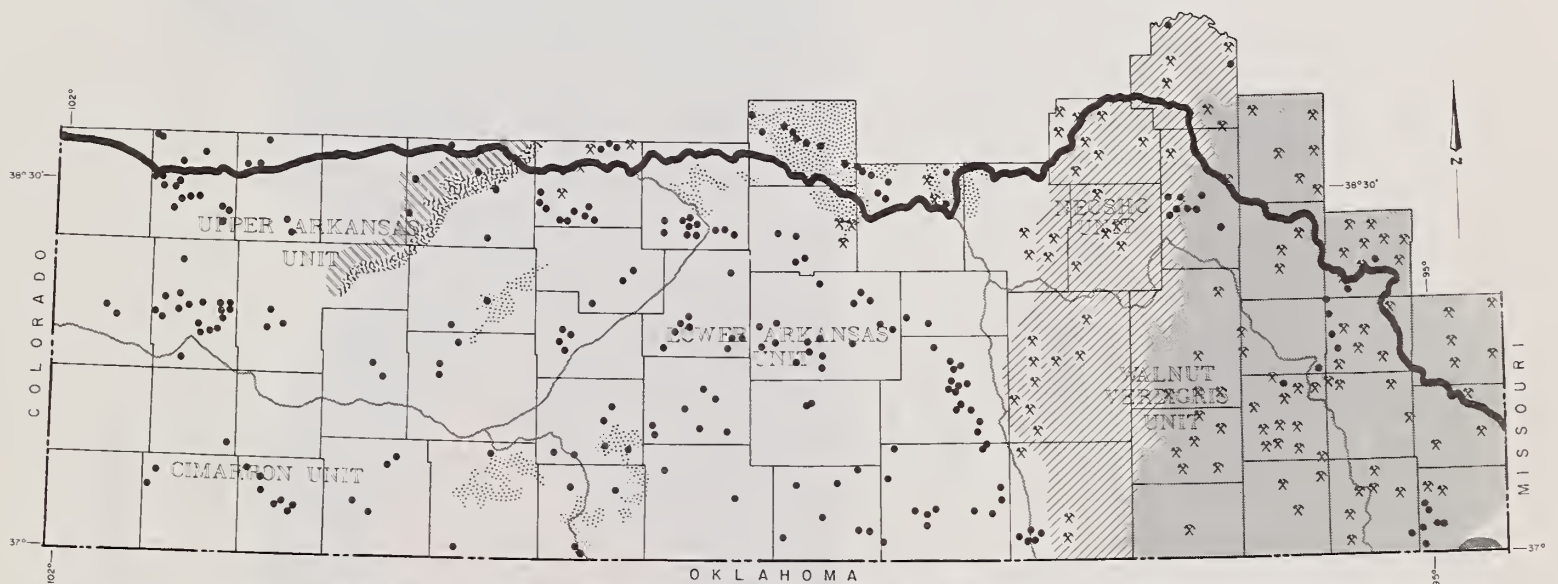 102°
38°30'
COLORADO
UPPER ARKANSAS
UNIT
CIMARRON UNIT
LOWER ARKANSAS
UNIT
NEOSHO
UNIT
WALNUT
VERDIGRIS
UNIT
N
38°30'
95°
MISSOURI
37°
102°
OKLAHOMA
95°
37°